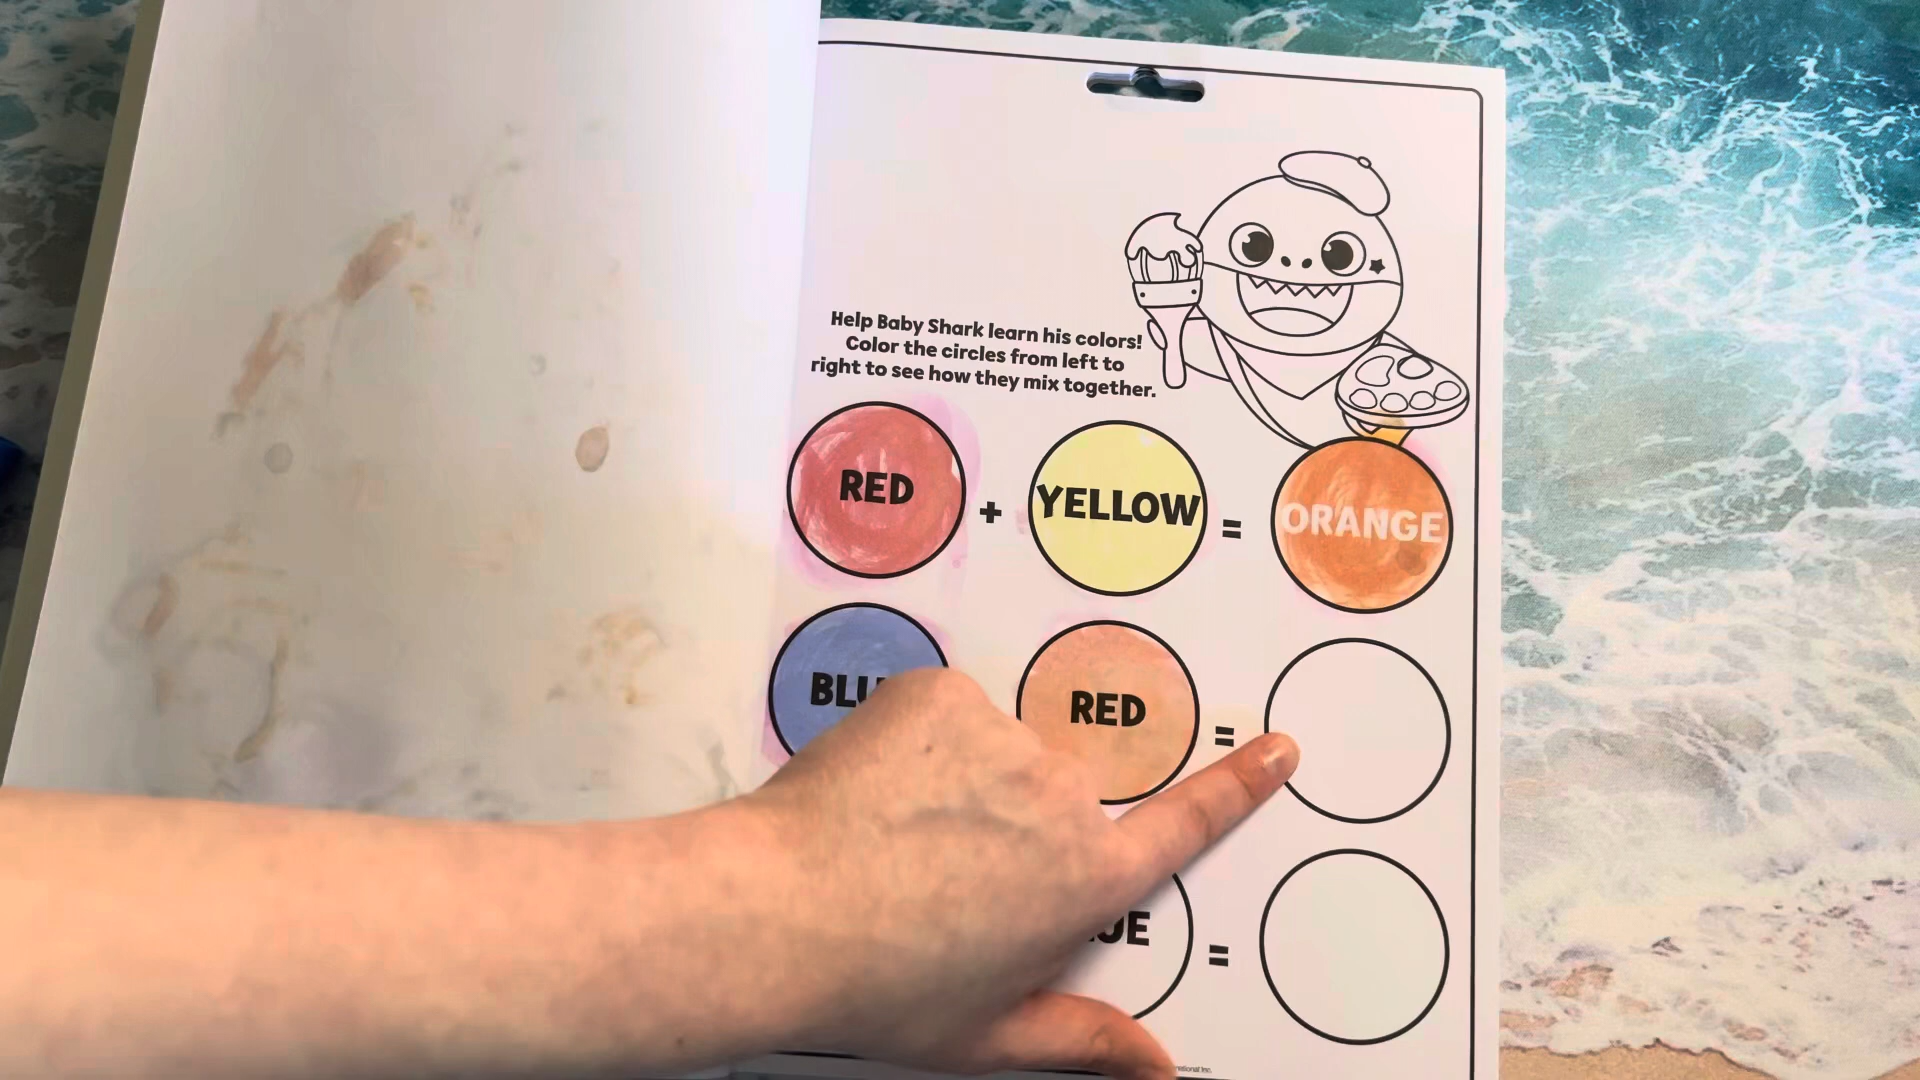 Help Baby Shark learn his colors!
Color the circles from left to
right to see how they mix together.
RED + YELLOW = ORANGE
RED =
=